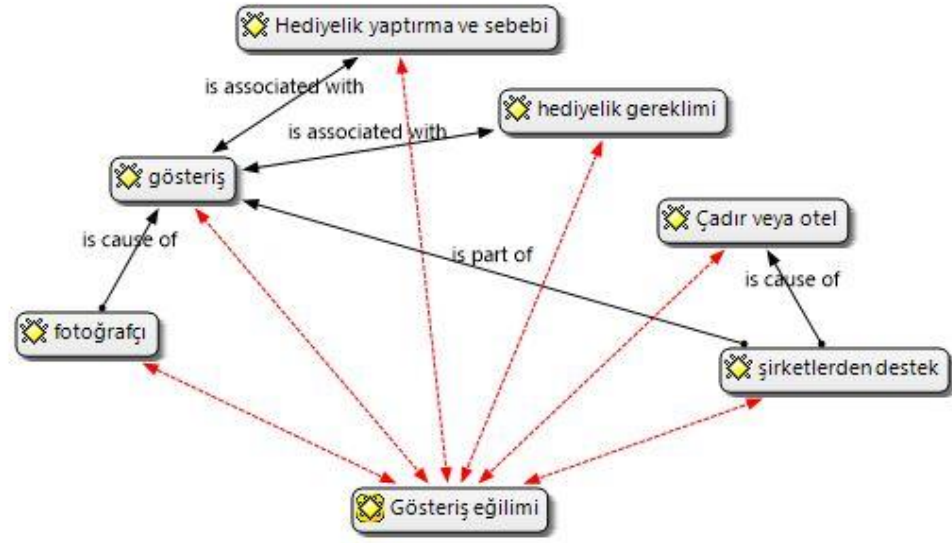 Hediyelik yaptırma ve sebebi
is associated with
hediyelik gereklimi
is associated with
gösteriş
Çadır veya otel
is cause of
is part of
is cause of
fotoğrafçı
şirketlerden destek
Gösteriş eğilimi